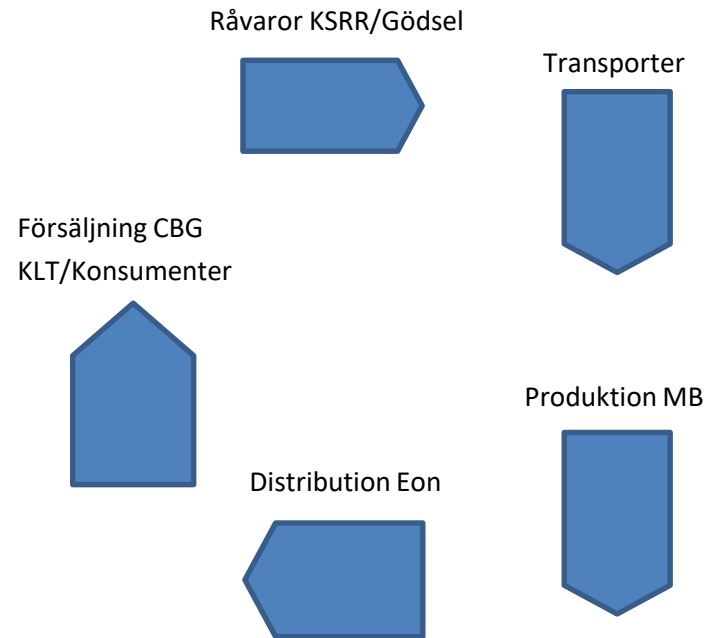 Råvaror KSRR/Gödsel
Transporter
Försäljning CBG
KLT/Konsumenter
Produktion MB
Distribution Eon